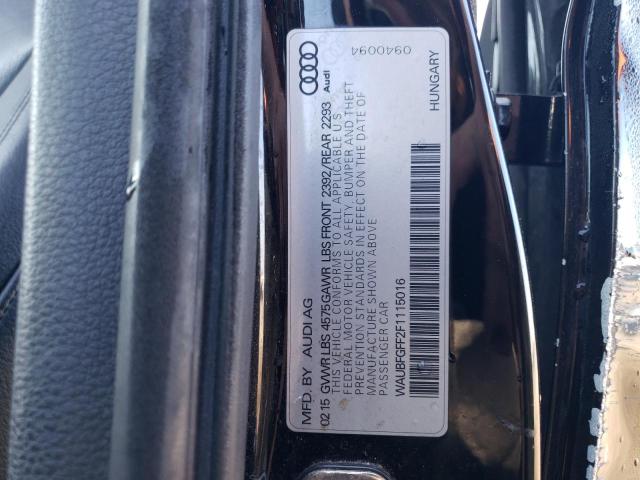 MFD. BY AUDI AG
Audi
0215 GVWR LBS 4575 GAWR LBS FRONT 2392/REAR 2293
THIS VEHICLE CONFORMS TO ALL APPLICABLE U.S.
FEDERAL MOTOR VEHICLE SAFETY, BUMPER AND THEFT
PREVENTION STANDARDS IN EFFECT ON THE DATE OF
MANUFACTURE SHOWN ABOVE
0940094
PASSENGER CAR
WAUBFGFF2F1115016
HUNGARY